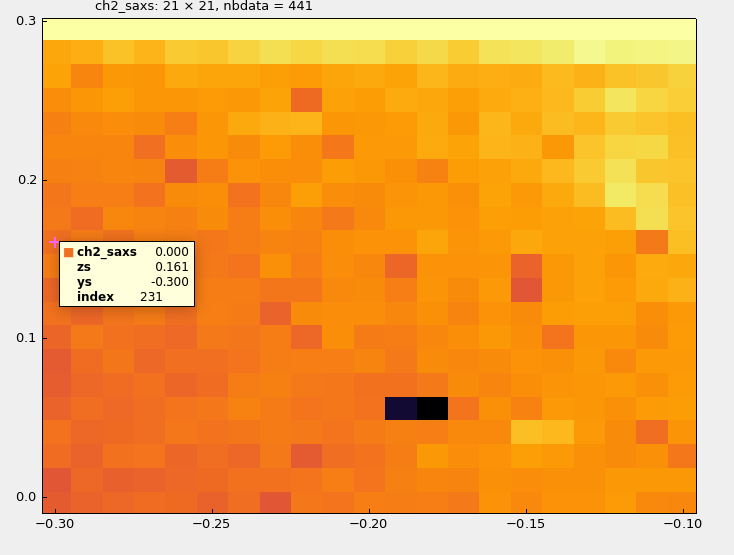 ch2_saxs: 21 × 21, nbdata = 441
0.3
0.2
ch2_saxs 0.000
zs 0.161
ys -0.300
index 231
0.1
0.0
−0.30 −0.25 −0.20 −0.15 −0.10